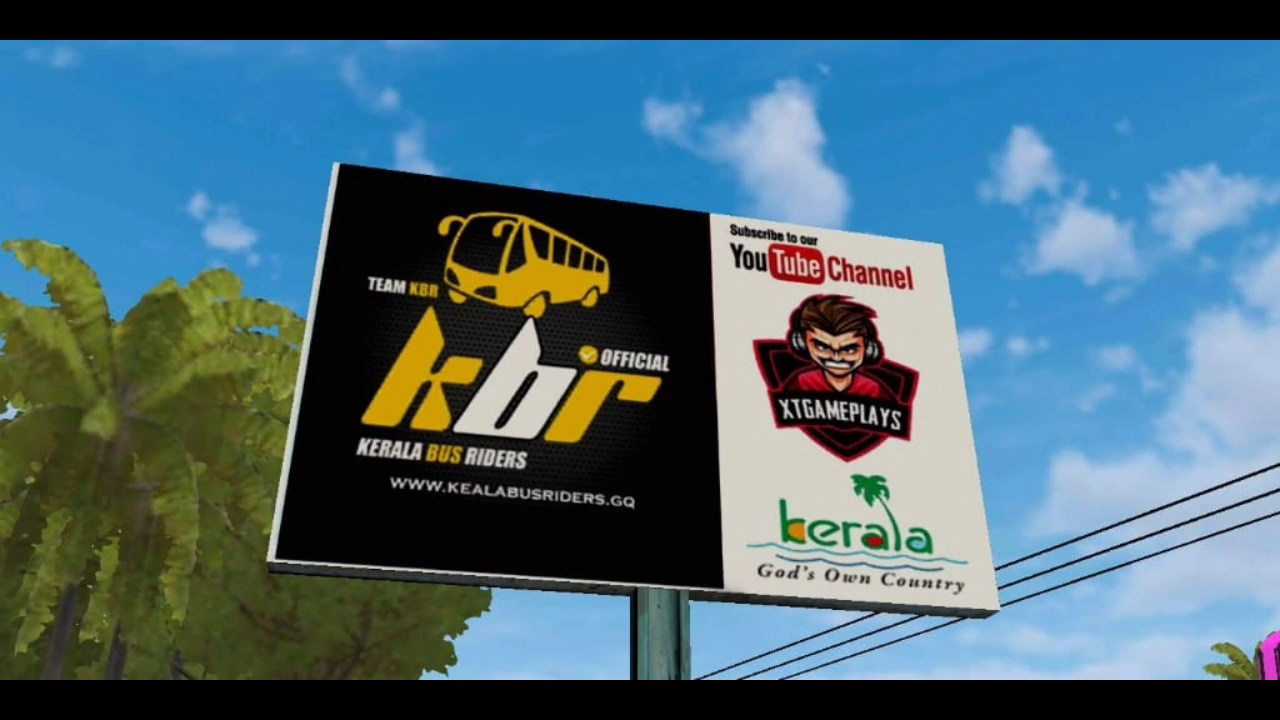 TEAM KBR
kbr
OFFICIAL
KERALA BUS RIDERS
WWW.KEALABUSRIDERS.GQ
Subscribe to our
YouTube Channel
XTGAMEPLAYS
kerala
God's Own Country